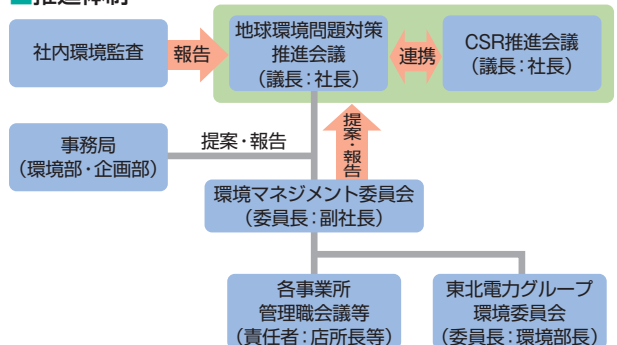 ■推進体制
社内環境監査
報告
地球環境問題対策
推進会議
（議長：社長）
連携
CSR推進会議
（議長：社長）
事務局
（環境部・企画部）
提案・報告
提案・報告
環境マネジメント委員会
（委員長：副社長）
各事業所
管理職会議等
（責任者：店所長等）
東北電力グループ
環境委員会
（委員長：環境部長）